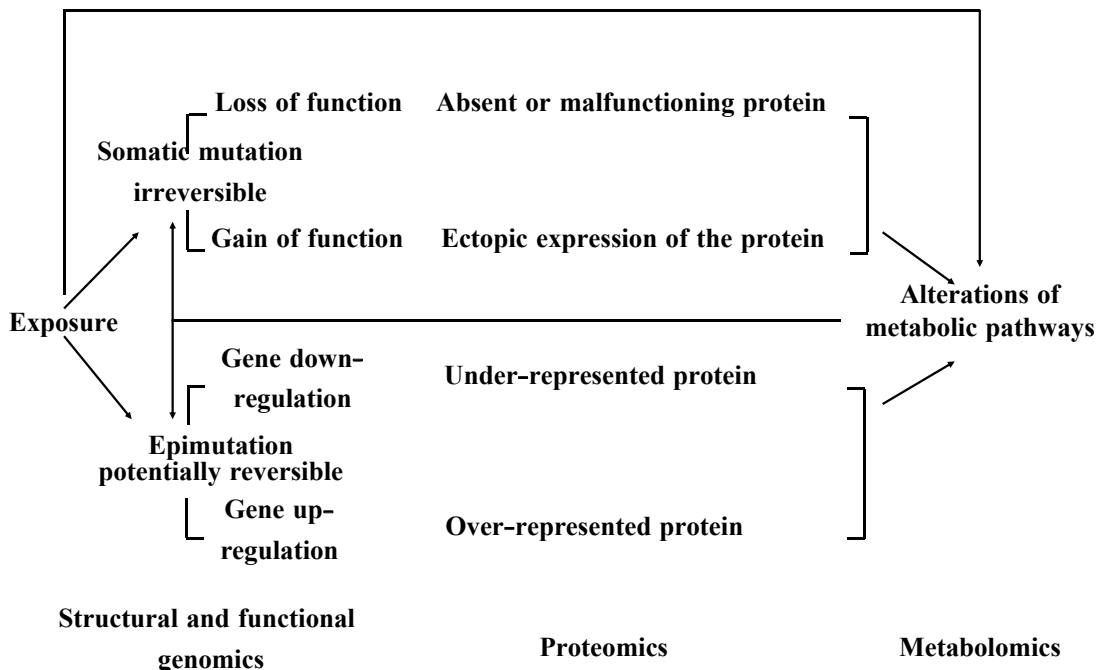 Loss of function
Absent or malfunctioning protein
Somatic mutation
irreversible
Gain of function
Ectopic expression of the protein
Exposure
Alterations of
metabolic pathways
Gene down-
regulation
Under-represented protein
Epimutation
potentially reversible
Gene up-
regulation
Over-represented protein
Structural and functional
genomics
Proteomics
Metabolomics